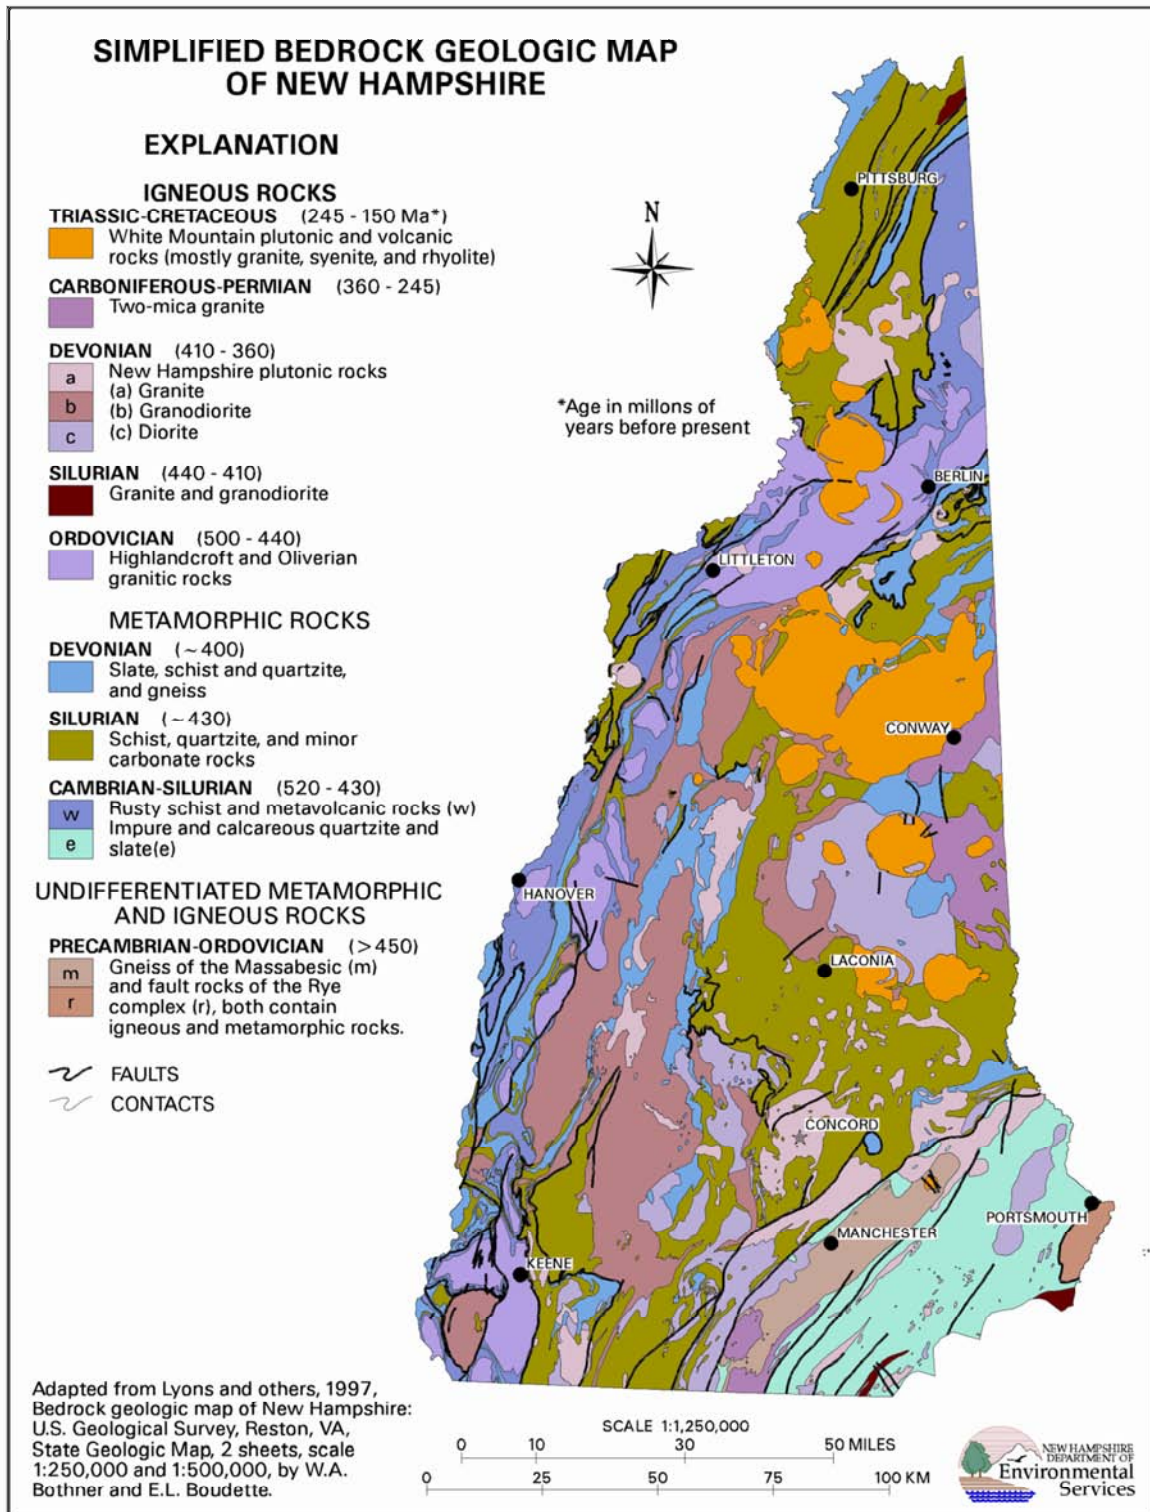 SIMPLIFIED BEDROCK GEOLOGIC MAP
OF NEW HAMPSHIRE
EXPLANATION
IGNEOUS ROCKS
TRIASSIC-CRETACEOUS (245 - 150 Ma*)
White Mountain plutonic and volcanic
rocks (mostly granite, syenite, and rhyolite)
CARBONIFEROUS-PERMIAN (360 - 245)
Two-mica granite
DEVONIAN (410 - 360)
a New Hampshire plutonic rocks
(a) Granite
b (b) Granodiorite
c (c) Diorite
SILURIAN (440 - 410)
Granite and granodiorite
ORDOVICIAN (500 - 440)
Highlandcroft and Oliverian
granitic rocks
METAMORPHIC ROCKS
DEVONIAN (~400)
Slate, schist and quartzite,
and gneiss
SILURIAN (~430)
Schist, quartzite, and minor
carbonate rocks
CAMBRIAN-SILURIAN (520 - 430)
w Rusty schist and metavolcanic rocks (w)
Impure and calcareous quartzite and
e slate(e)
UNDIFFERENTIATED METAMORPHIC
AND IGNEOUS ROCKS
PRECAMBRIAN-ORDOVICIAN (>450)
m Gneiss of the Massabesic (m)
and fault rocks of the Rye
r complex (r), both contain
igneous and metamorphic rocks.
FAULTS
CONTACTS
N
*Age in millons of
years before present
PITTSBURG
BERLIN
LITTLETON
CONWAY
HANOVER
LACONIA
CONCORD
PORTSMOUTH
MANCHESTER
KEENE
Adapted from Lyons and others, 1997,
Bedrock geologic map of New Hampshire:
U.S. Geological Survey, Reston, VA,
State Geologic Map, 2 sheets, scale
1:250,000 and 1:500,000, by W.A.
Bothner and E.L. Boudette.
SCALE 1:1,250,000
0 10 30 50 MILES
0 25 50 75 100 KM
NEW HAMPSHIRE
DEPARTMENT OF
Environmental
Services